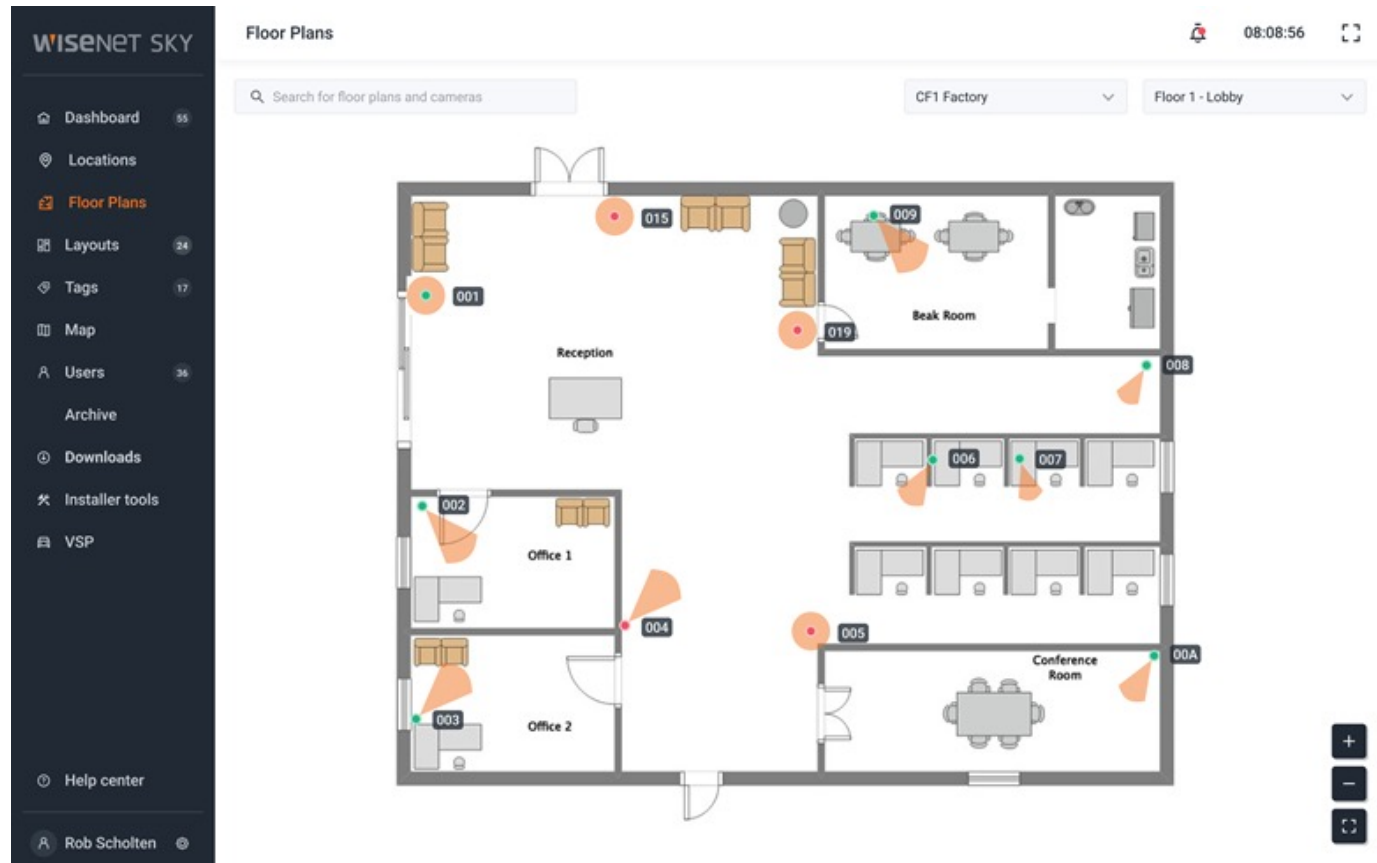 WISENET SKY
Floor Plans
08:08:56
Search for floor plans and cameras
CF1 Factory
Floor 1 - Lobby
Dashboard 55
Locations
Floor Plans
Layouts 24
Tags 17
Map
Users 36
Archive
Downloads
Installer tools
VSP
Help center
Rob Scholten
015
009
001
Beak Room
019
Reception
008
006
007
002
Office 1
004
005
Conference
Room
00A
003
Office 2